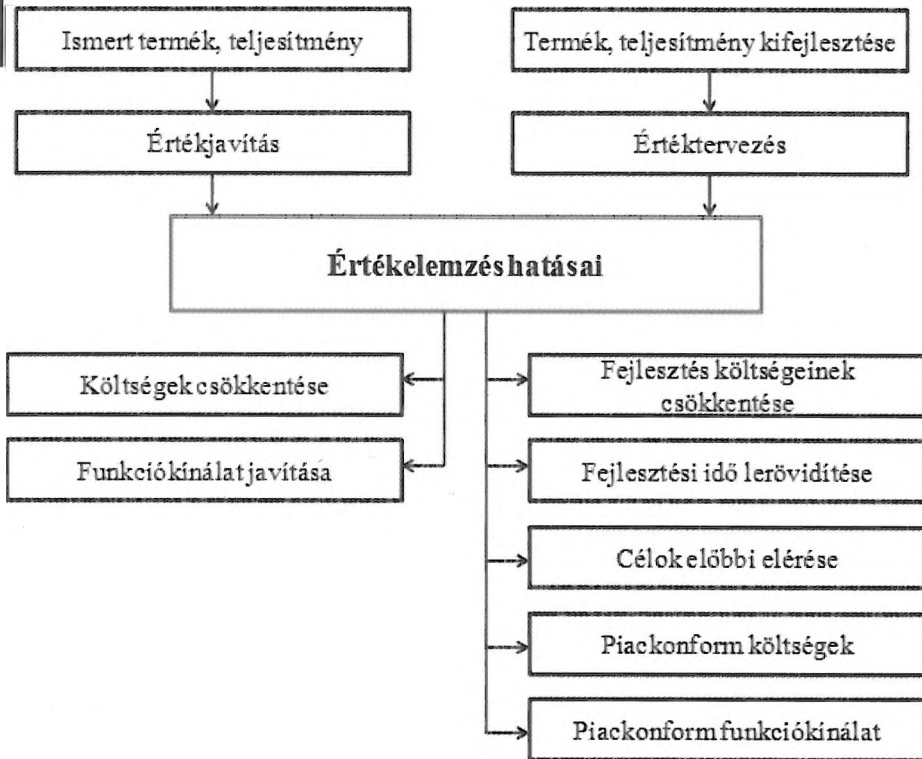 Ismert termék, teljesítmény
Termék, teljesítmény kifejlesztése
Értékjavítás
Értéktervezés
Értékelemzés hatásai
Költségek csökkentése
Fejlesztés költségeinek
csökkentése
Funkciókínálat javítása
Fejlesztési idő lerövidítése
Célok előbbi elérése
Piackonform költségek
Piackonform funkciókínálat